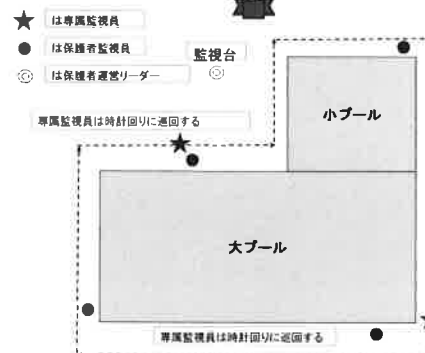 ★ は専属監視員
● は保護者監視員
◎ は保護者運営リーダー
監視台
専属監視員は時計回りに巡回する
小プール
大プール
専属監視員は時計回りに巡回する